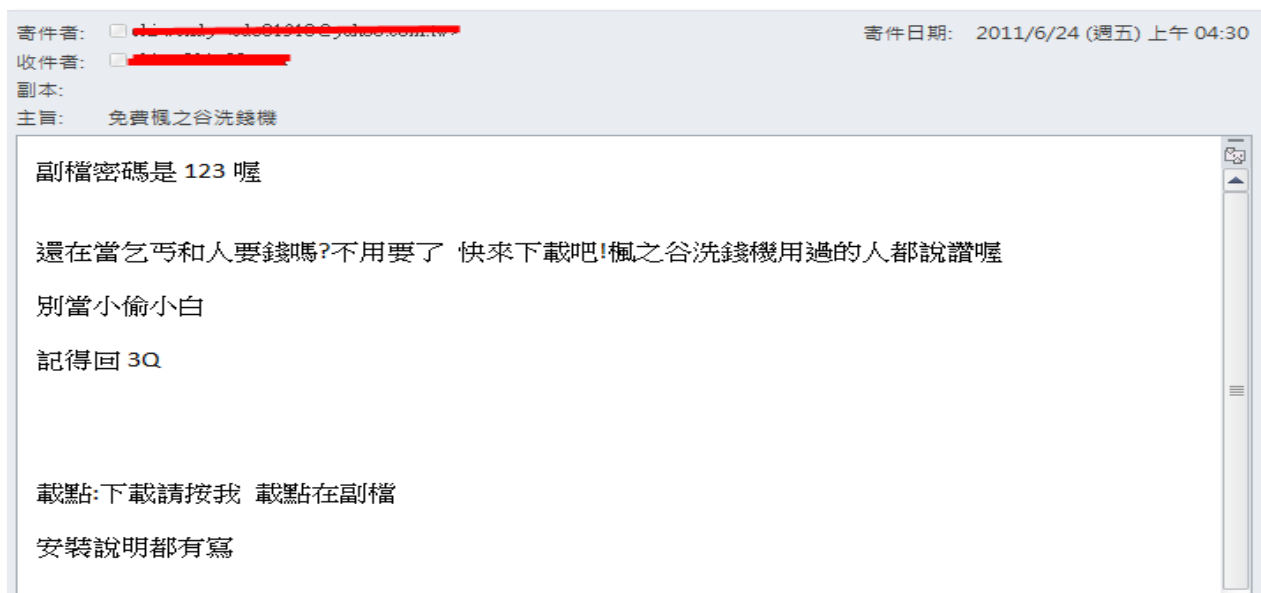 寄件者:
寄件日期: 2011/6/24 (週五) 上午 04:30
收件者:
副本:
主旨: 免費楓之谷洗錢機
副檔密碼是 123 喔
還在當乞丐和人要錢嗎?不用要了 快來下載吧!楓之谷洗錢機用過的人都說讚喔
別當小偷小白
記得回 3Q
載點:下載請按我 載點在副檔
安裝說明都有寫